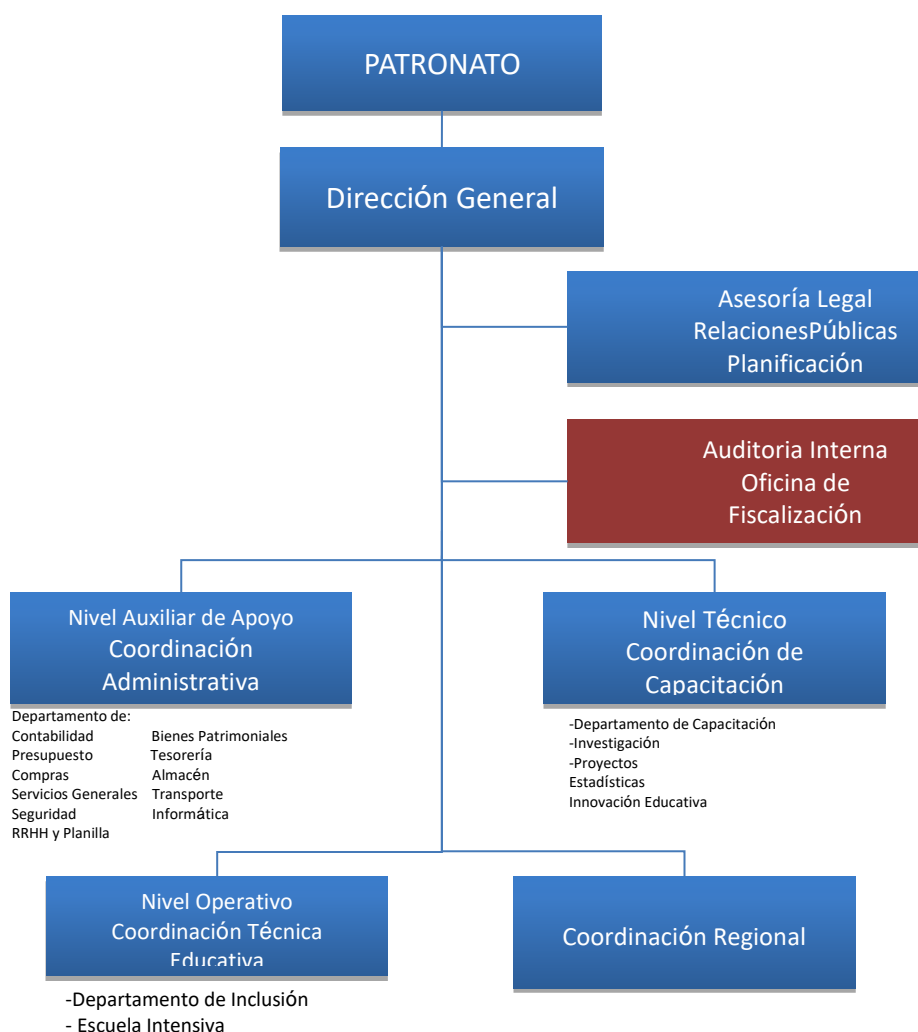 PATRONATO
Dirección General
Asesoría Legal
RelacionesPúblicas
Planificación
Auditoria Interna
Oficina de
Fiscalización
Nivel Auxiliar de Apoyo
Coordinación
Administrativa
Nivel Técnico
Coordinación de
Capacitación
Departamento de:
Contabilidad Bienes Patrimoniales
Presupuesto Tesorería
Compras Almacén
Servicios Generales Transporte
Seguridad Informática
RRHH y Planilla
-Departamento de Capacitación
-Investigación
-Proyectos
Estadísticas
Innovación Educativa
Nivel Operativo
Coordinación Técnica
Educativa
Coordinación Regional
-Departamento de Inclusión
- Escuela Intensiva